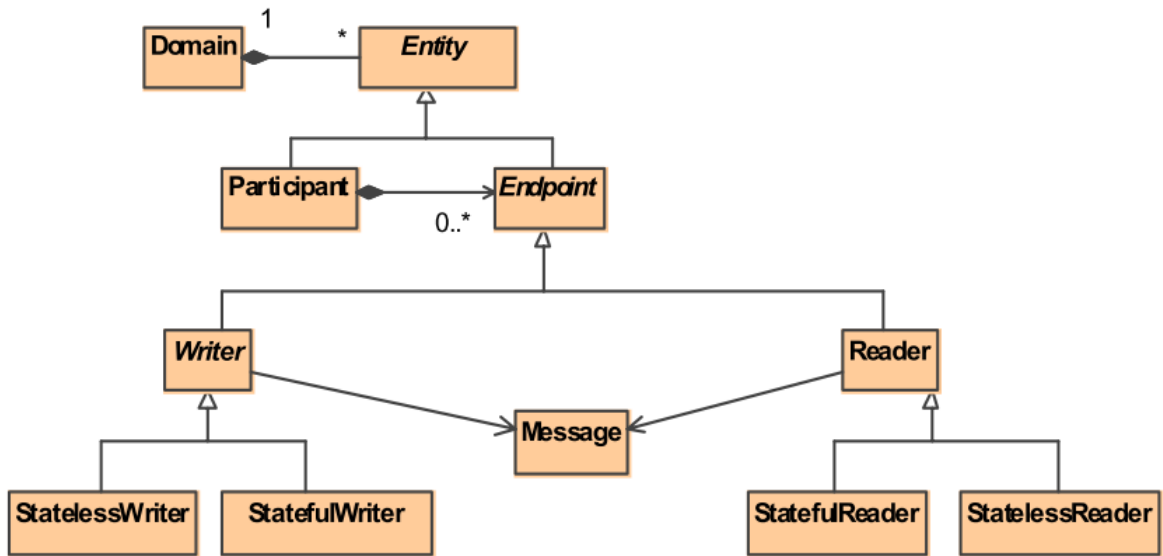 1
*
Domain
Entity
Participant
Endpoint
0..*
Writer
Reader
Message
StatelessWriter
StatefulWriter
StatefulReader
StatelessReader